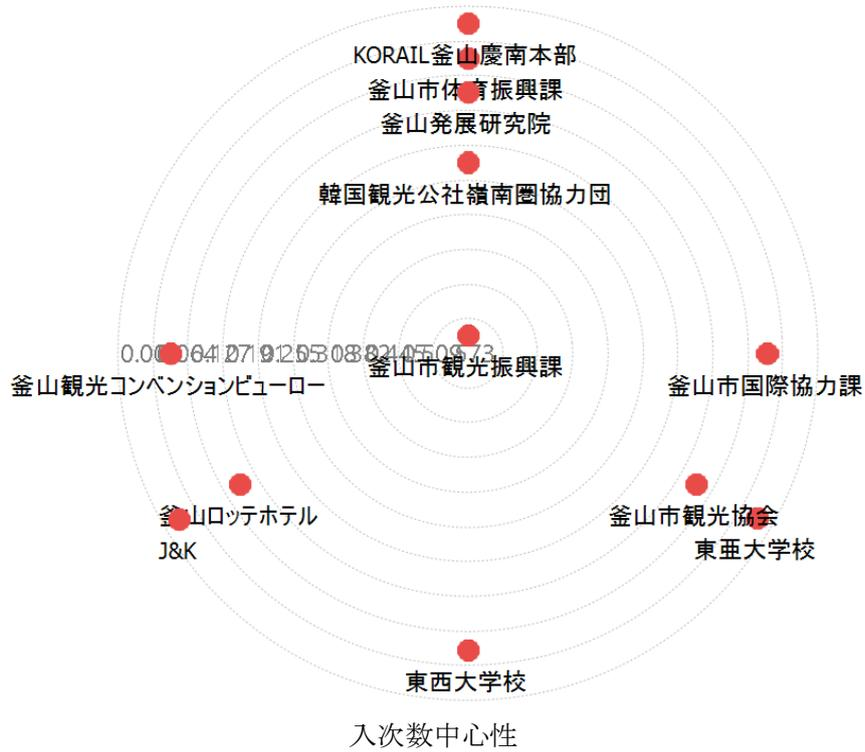 KORAIL釜山慶南本部
釜山市体育振興課
釜山発展研究院
韓国観光公社嶺南圏協力団
釜山市観光振興課
釜山観光コンベンションビューロー
釜山市国際協力課
釜山ロッテホテル
釜山市観光協会
J&K
東亜大学校
東西大学校
入次数中心性